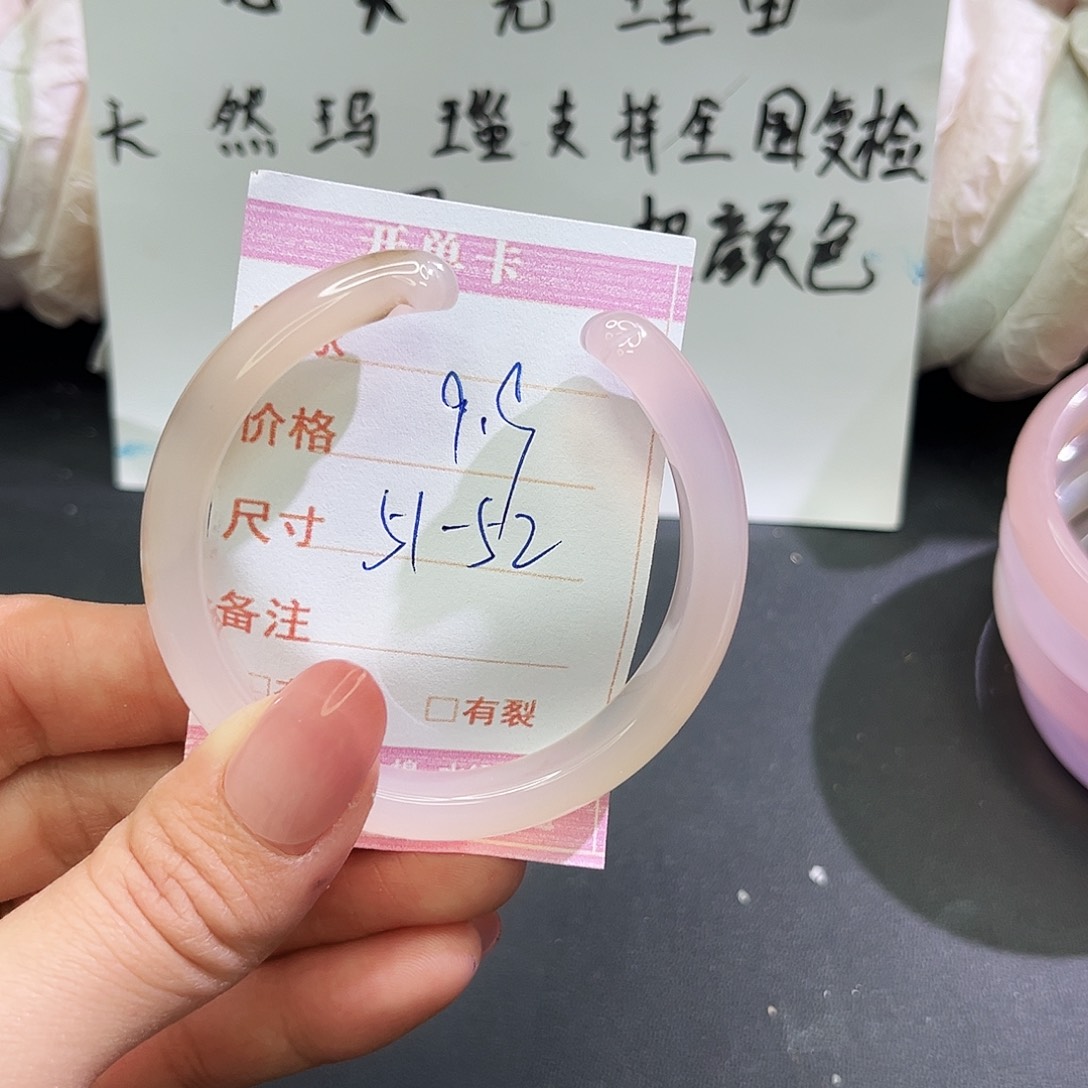 天然玛瑙支持全国复检
颜色
开单卡
价格 9.5
尺寸 51-52
备注
□有裂